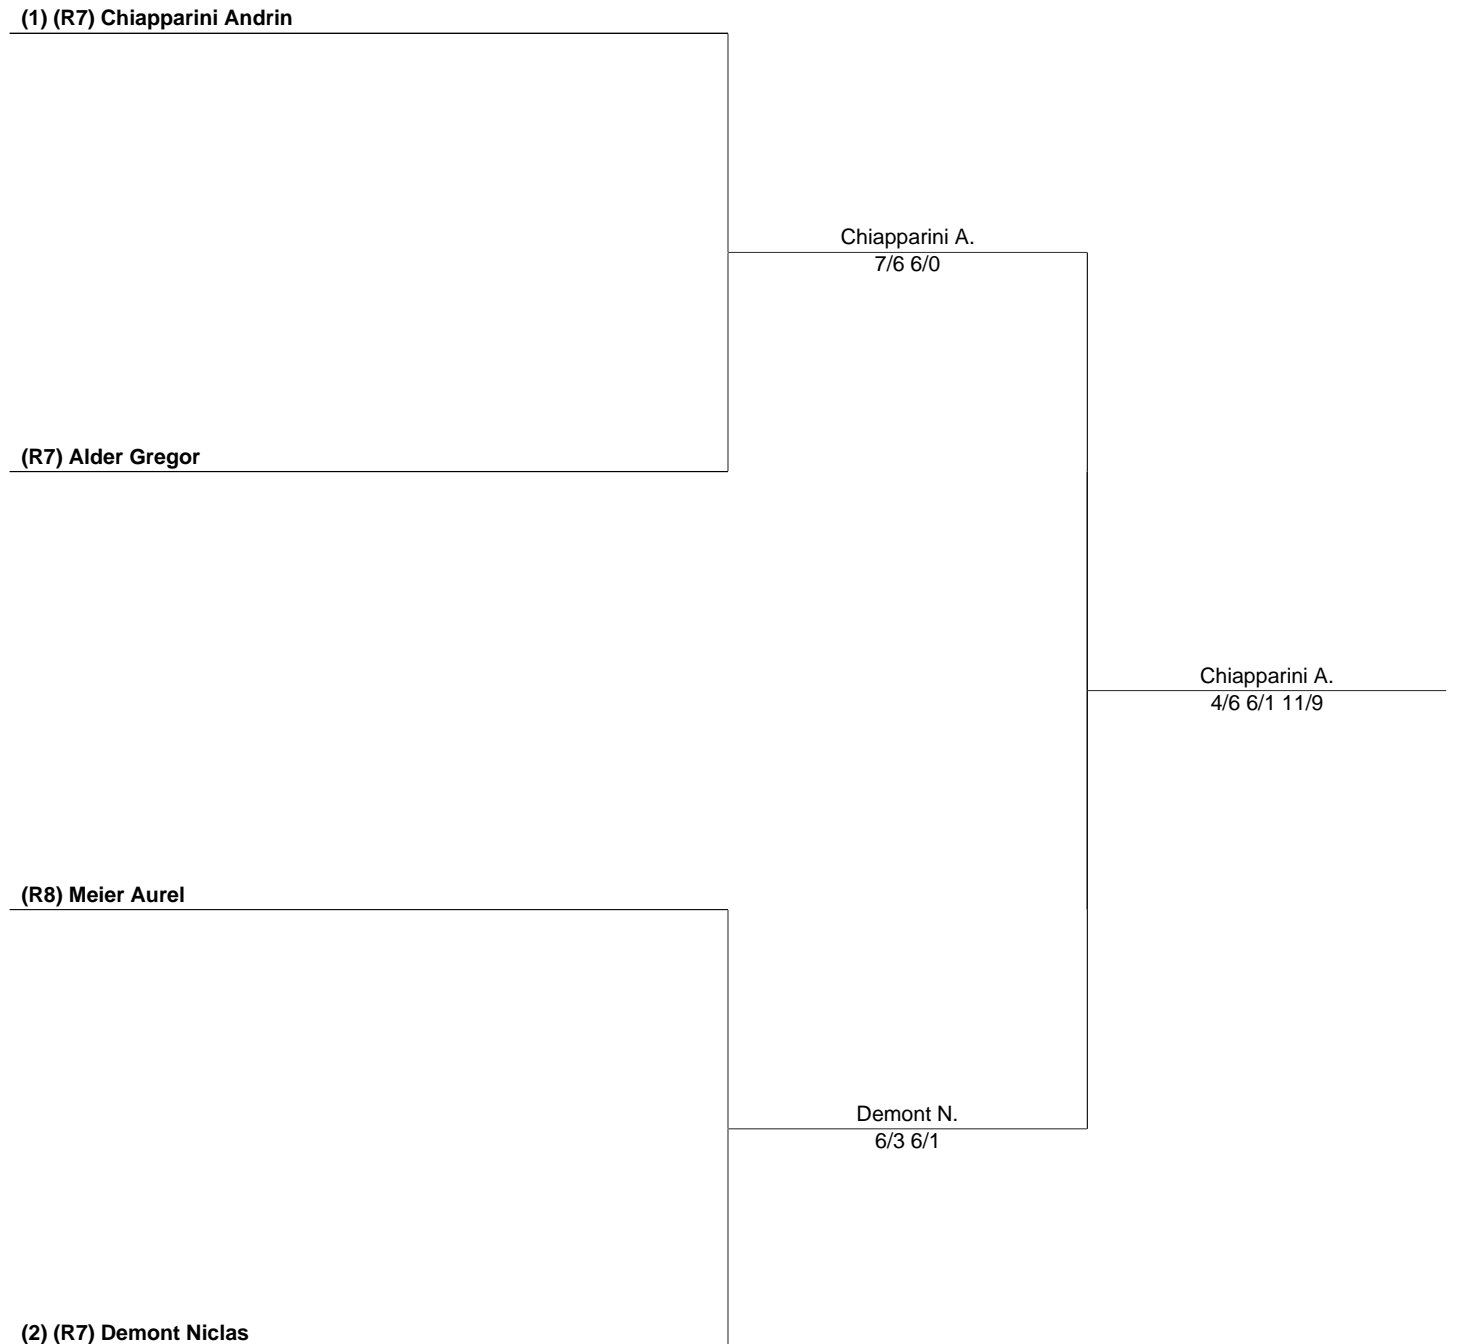 (1) (R7) Chiapparini Andrin
Chiapparini A.
7/6 6/0
(R7) Alder Gregor
Chiapparini A.
4/6 6/1 11/9
(R8) Meier Aurel
Demont N.
6/3 6/1
(2) (R7) Demont Niclas